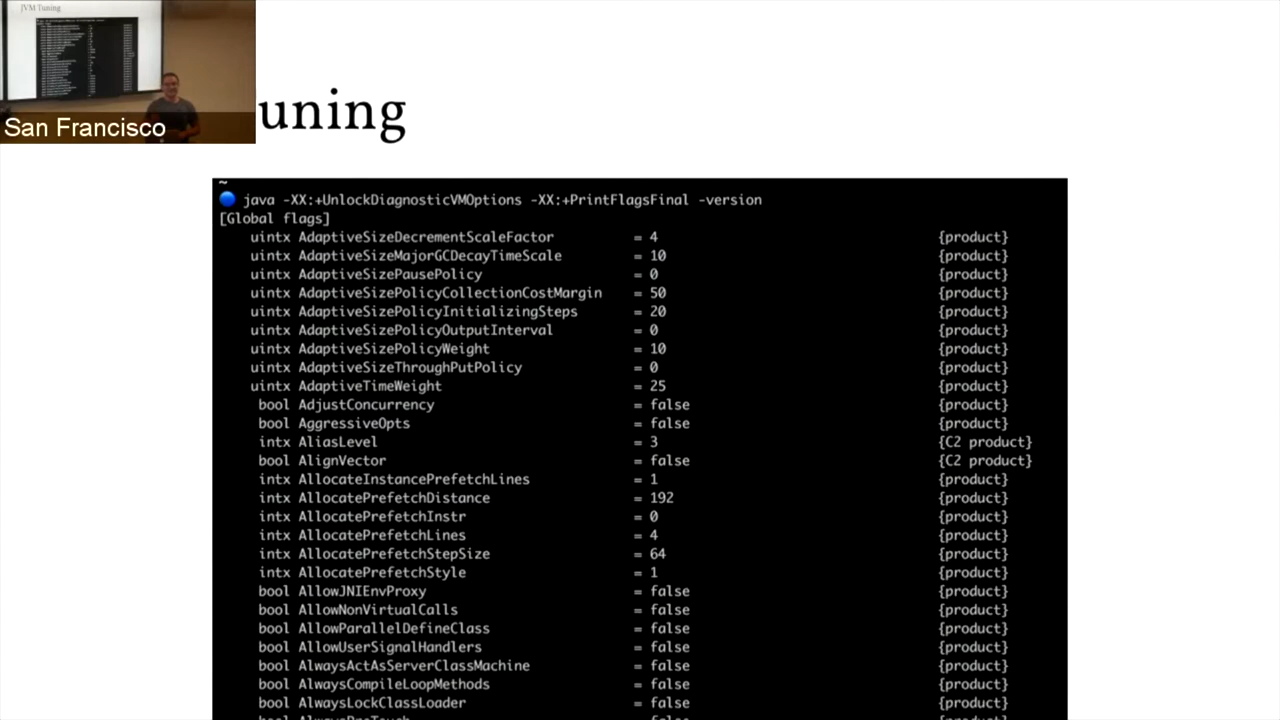 JVM Tuning
San Francisco
uning
~
java -XX:+UnlockDiagnosticVMOptions -XX:+PrintFlagsFinal -version
[Global flags]
uintx AdaptiveSizeDecrementScaleFactor = 4 {product}
uintx AdaptiveSizeMajorGCDecayTimeScale = 10 {product}
uintx AdaptiveSizePausePolicy = 0 {product}
uintx AdaptiveSizePolicyCollectionCostMargin = 50 {product}
uintx AdaptiveSizePolicyInitializingSteps = 20 {product}
uintx AdaptiveSizePolicyOutputInterval = 0 {product}
uintx AdaptiveSizePolicyWeight = 10 {product}
uintx AdaptiveSizeThroughPutPolicy = 0 {product}
uintx AdaptiveTimeWeight = 25 {product}
bool AdjustConcurrency = false {product}
bool AggressiveOpts = false {product}
intx AliasLevel = 3 {C2 product}
bool AlignVector = false {C2 product}
intx AllocateInstancePrefetchLines = 1 {product}
intx AllocatePrefetchDistance = 192 {product}
intx AllocatePrefetchInstr = 0 {product}
intx AllocatePrefetchLines = 4 {product}
intx AllocatePrefetchStepSize = 64 {product}
intx AllocatePrefetchStyle = 1 {product}
bool AllowJNIEnvProxy = false {product}
bool AllowNonVirtualCalls = false {product}
bool AllowParallelDefineClass = false {product}
bool AllowUserSignalHandlers = false {product}
bool AlwaysActAsServerClassMachine = false {product}
bool AlwaysCompileLoopMethods = false {product}
bool AlwaysLockClassLoader = false {product}